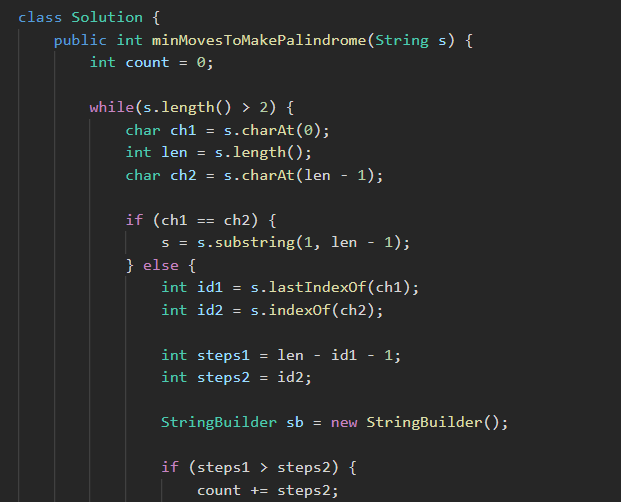 class Solution {
public int minMovesToMakePalindrome(String s) {
int count = 0;
while(s.length() > 2) {
char ch1 = s.charAt(0);
int len = s.length();
char ch2 = s.charAt(len - 1);
if (ch1 == ch2) {
s = s.substring(1, len - 1);
} else {
int id1 = s.lastIndexOf(ch1);
int id2 = s.indexOf(ch2);
int steps1 = len - id1 - 1;
int steps2 = id2;
StringBuilder sb = new StringBuilder();
if (steps1 > steps2) {
count += steps2;